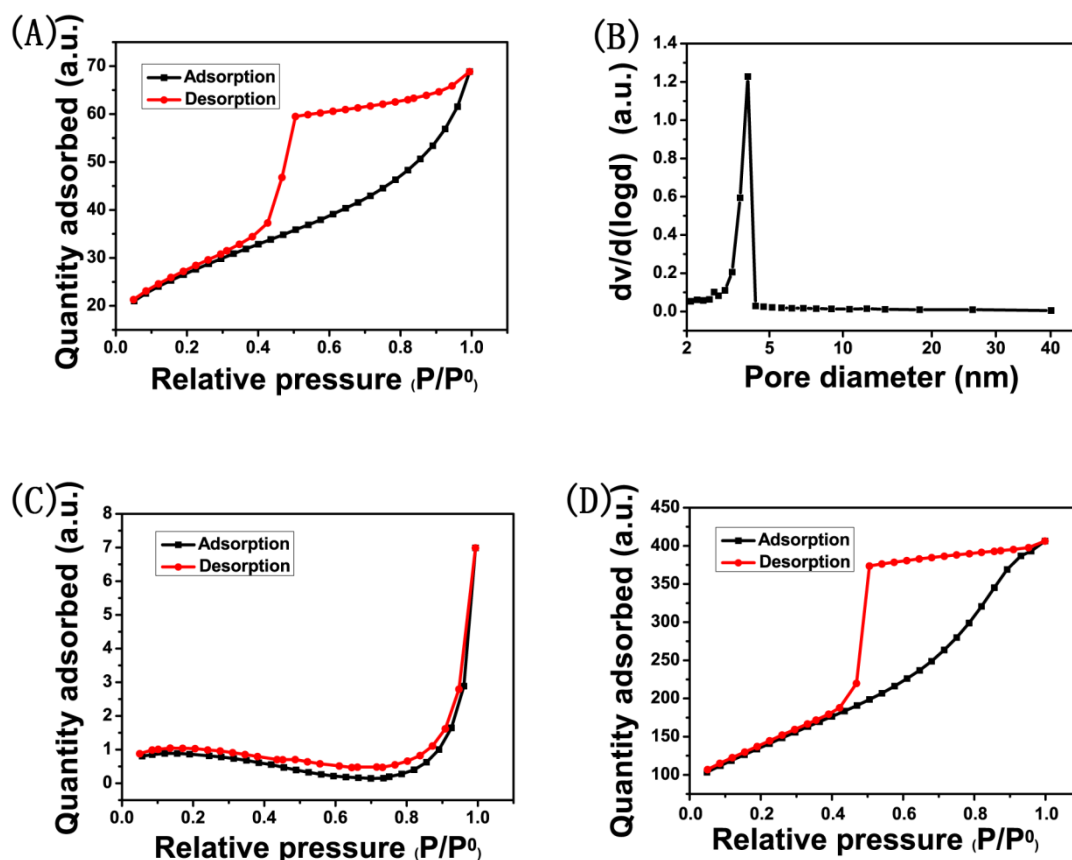 (A)
Quantity adsorbed (a.u.)
70
60
50
40
30
20
Adsorption
Desorption
0.0 0.2 0.4 0.6 0.8 1.0
Relative pressure (P/P⁰)
(B)
dv/d(logd) (a.u.)
1.4
1.2
1.0
0.8
0.6
0.4
0.2
0.0
2 5 10 20 30 40
Pore diameter (nm)
(C)
Quantity adsorbed (a.u.)
8
7
6
5
4
3
2
1
0
Adsorption
Desorption
0.0 0.2 0.4 0.6 0.8 1.0
Relative pressure (P/P⁰)
(D)
Quantity adsorbed (a.u.)
450
400
350
300
250
200
150
100
Adsorption
Desorption
0.0 0.2 0.4 0.6 0.8 1.0
Relative pressure (P/P⁰)